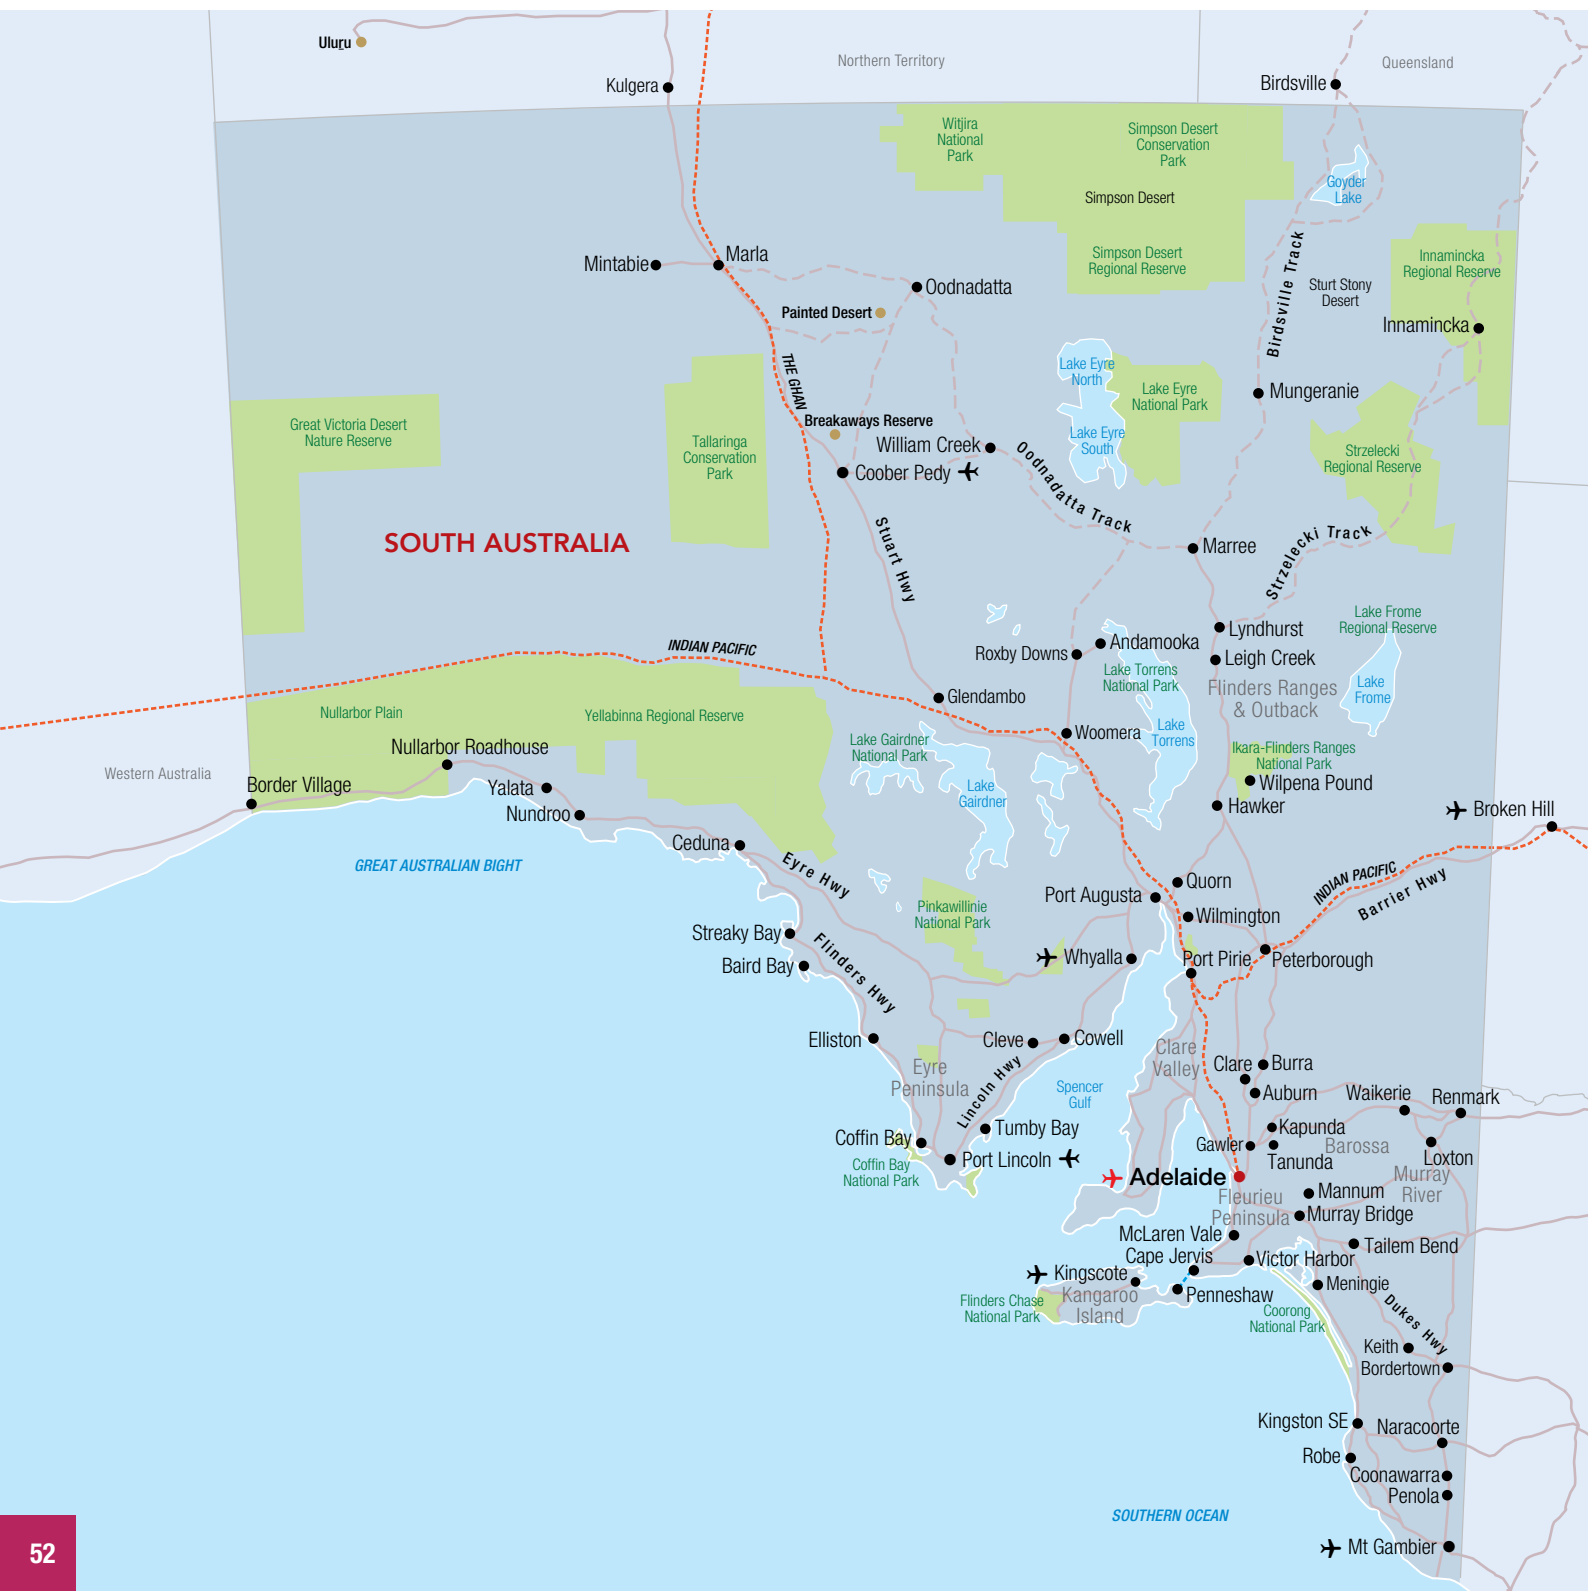 Uluṟu
Northern Territory
Queensland
Kulgera
Birdsville
Witjira
National
Park
Simpson Desert
Conservation
Park
Goyder
Lake
Simpson Desert
Marla
Mintabie
Simpson Desert
Regional Reserve
Innamincka
Regional Reserve
Birdsville Track
Sturt Stony
Desert
Oodnadatta
Painted Desert
Innamincka
THE GHAN
Lake Eyre
North
Lake Eyre
National Park
Mungeranie
Great Victoria Desert
Nature Reserve
Breakaways Reserve
Tallaringa
Conservation
Park
William Creek
Lake Eyre
South
Strzelecki
Regional Reserve
Coober Pedy
Oodnadatta Track
SOUTH AUSTRALIA
Stuart Hwy
Marree
Strzelecki Track
Lake Frome
Regional Reserve
Lyndhurst
INDIAN PACIFIC
Andamooka
Roxby Downs
Leigh Creek
Lake Torrens
National Park
Flinders Ranges
& Outback
Lake
Frome
Glendambo
Nullarbor Plain
Yellabinna Regional Reserve
Woomera
Lake
Torrens
Lake Gairdner
National Park
Nullarbor Roadhouse
Ikara-Flinders Ranges
National Park
Western Australia
Border Village
Yalata
Lake
Gairdner
Wilpena Pound
Nundroo
Hawker
Broken Hill
Ceduna
GREAT AUSTRALIAN BIGHT
Eyre Hwy
INDIAN PACIFIC
Barrier Hwy
Quorn
Port Augusta
Pinkawillinie
National Park
Wilmington
Streaky Bay
Flinders Hwy
Baird Bay
Whyalla
Port Pirie
Peterborough
Elliston
Cleve
Cowell
Clare
Valley
Clare
Burra
Eyre
Peninsula
Lincoln Hwy
Spencer
Gulf
Auburn
Waikerie
Renmark
Tumby Bay
Kapunda
Coffin Bay
Gawler
Barossa
Tanunda
Loxton
Coffin Bay
National Park
Port Lincoln
Adelaide
Murray
River
Mannum
Fleurieu
Peninsula
Murray Bridge
McLaren Vale
Tailem Bend
Cape Jervis
Victor Harbor
Kingscote
Meningie
Kangaroo
Island
Penneshaw
Flinders Chase
National Park
Coorong
National Park
Dukes Hwy
Keith
Bordertown
Kingston SE
Naracoorte
Robe
Coonawarra
Penola
SOUTHERN OCEAN
Mt Gambier
52